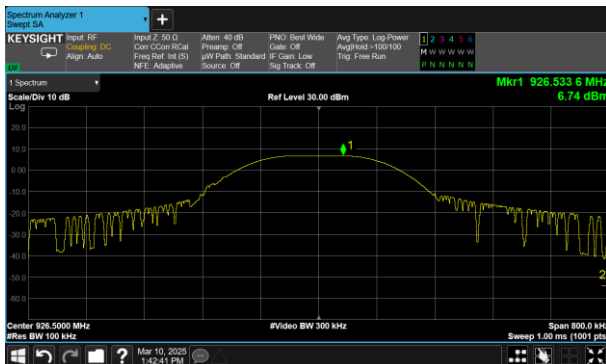 Spectrum Analyzer 1
Swept SA
KEYSIGHT
Input: RF
Coupling: DC
Align: Auto
Input Z: 50 Ω
Corr CCorr RCal
Freq Ref: Int (S)
NFE: Adaptive
Atten: 40 dB
Preamp: Off
µW Path: Standard
Source: Off
PNO: Best Wide
Gate: Off
IF Gain: Low
Sig Track: Off
Avg Type: Log-Power
Avg|Hold:>100/100
Trig: Free Run
1 2 3 4 5 6
M W W W W W
P N N N N N
1 Spectrum
Scale/Div 10 dB
Ref Level 30.00 dBm
Mkr1 926.533 6 MHz
6.74 dBm
Log
20.0
10.0
0.00
-10.0
-20.0
-30.0
-40.0
-50.0
-60.0
1
2
Center 926.5000 MHz
#Video BW 300 kHz
Span 800.0 kHz
#Res BW 100 kHz
Sweep 1.00 ms (1001 pts)
?
Mar 10, 2025
1:42:41 PM